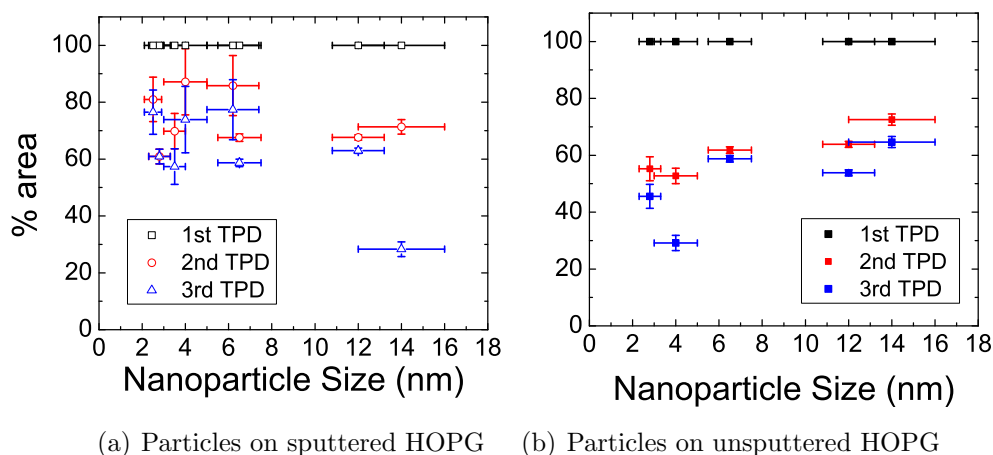 100
80
60
40
20
0
% area
1st TPD
2nd TPD
3rd TPD
0 2 4 6 8 10 12 14 16 18
Nanoparticle Size (nm)
(a) Particles on sputtered HOPG
100
80
60
40
20
0
1st TPD
2nd TPD
3rd TPD
0 2 4 6 8 10 12 14 16 18
Nanoparticle Size (nm)
(b) Particles on unsputtered HOPG